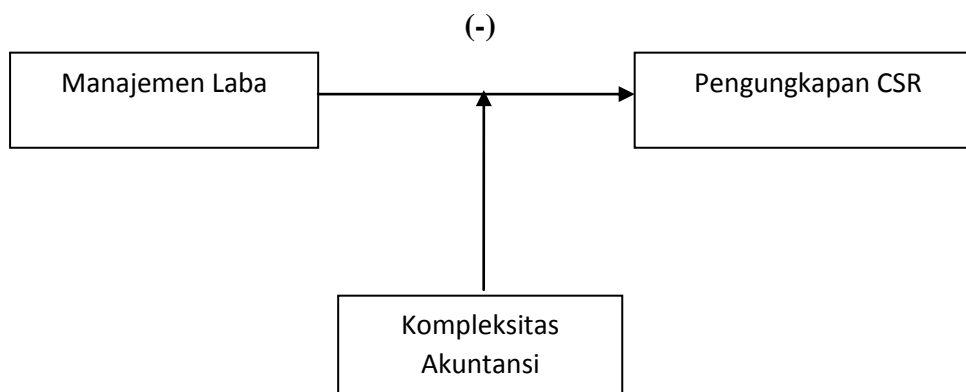 (-)
Manajemen Laba
Pengungkapan CSR
Kompleksitas
Akuntansi